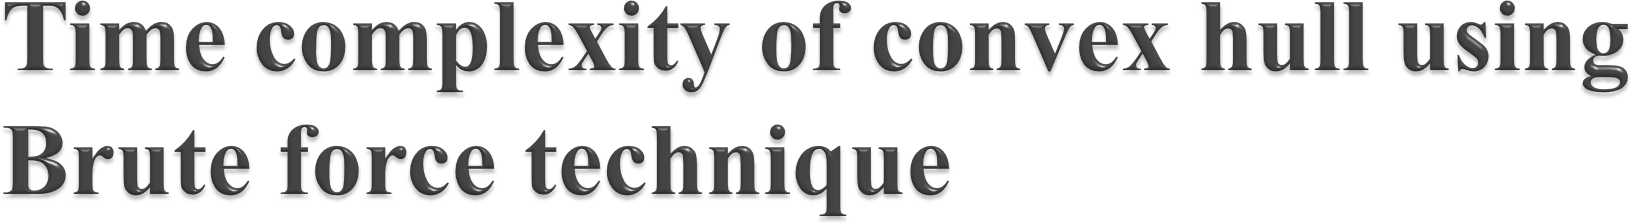 Time complexity of convex hull using
Brute force technique